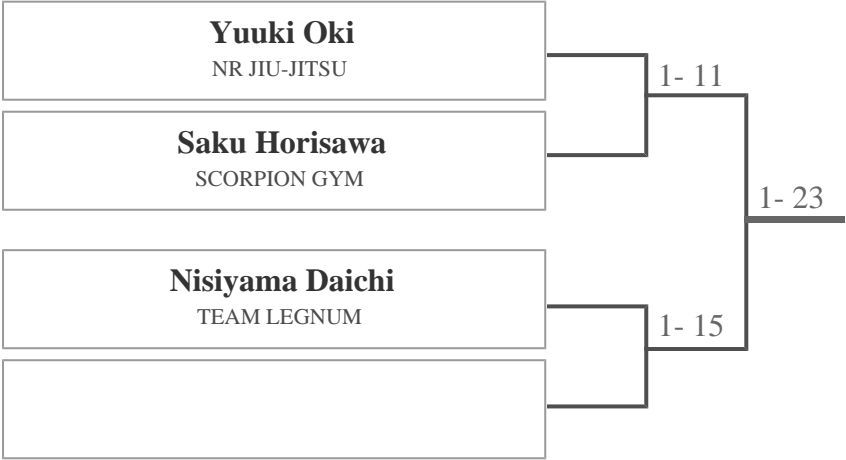 Yuuki Oki
NR JIU-JITSU
1- 11
Saku Horisawa
SCORPION GYM
1- 23
Nisiyama Daichi
TEAM LEGNUM
1- 15